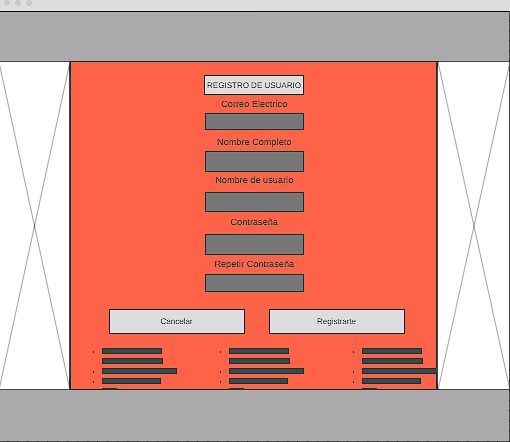 REGISTRO DE USUARIO
Correo Electrico
Nombre Completo
Nombre de usuario
Contraseña
Repetir Contraseña
Cancelar
Registrarte